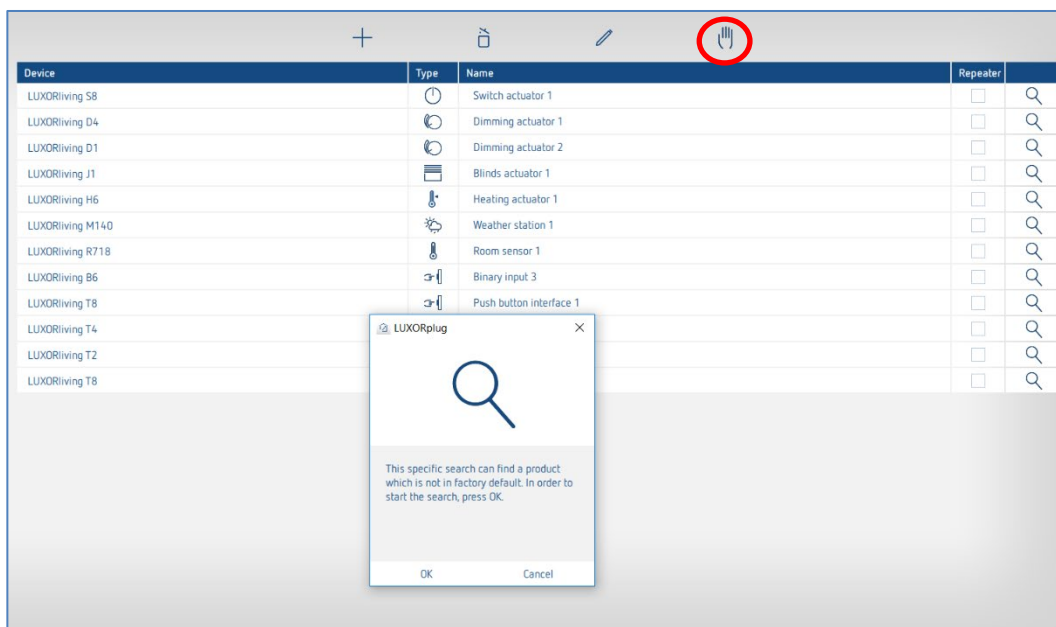 Device Type Name Repeater
LUXORliving S8 Switch actuator 1
LUXORliving D4 Dimming actuator 1
LUXORliving D1 Dimming actuator 2
LUXORliving J1 Blinds actuator 1
LUXORliving H6 Heating actuator 1
LUXORliving M140 Weather station 1
LUXORliving R718 Room sensor 1
LUXORliving B6 Binary input 3
LUXORliving T8 Push button interface 1
LUXORliving T4
LUXORliving T2
LUXORliving T8
LUXORplug
This specific search can find a product
which is not in factory default. In order to
start the search, press OK.
OK Cancel